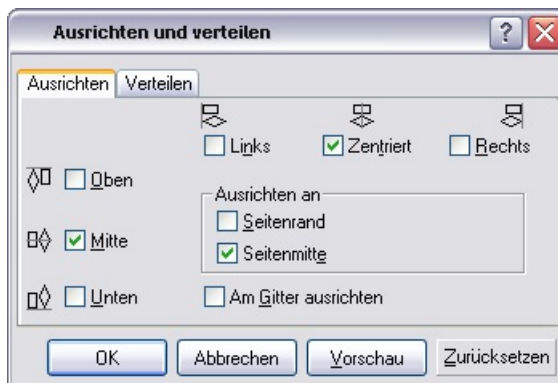 Ausrichten und verteilen
Ausrichten Verteilen
Links Zentriert Rechts
Oben
Ausrichten an
Seitenrand
Mitte
Seitenmitte
Unten Am Gitter ausrichten
OK Abbrechen Vorschau Zurücksetzen